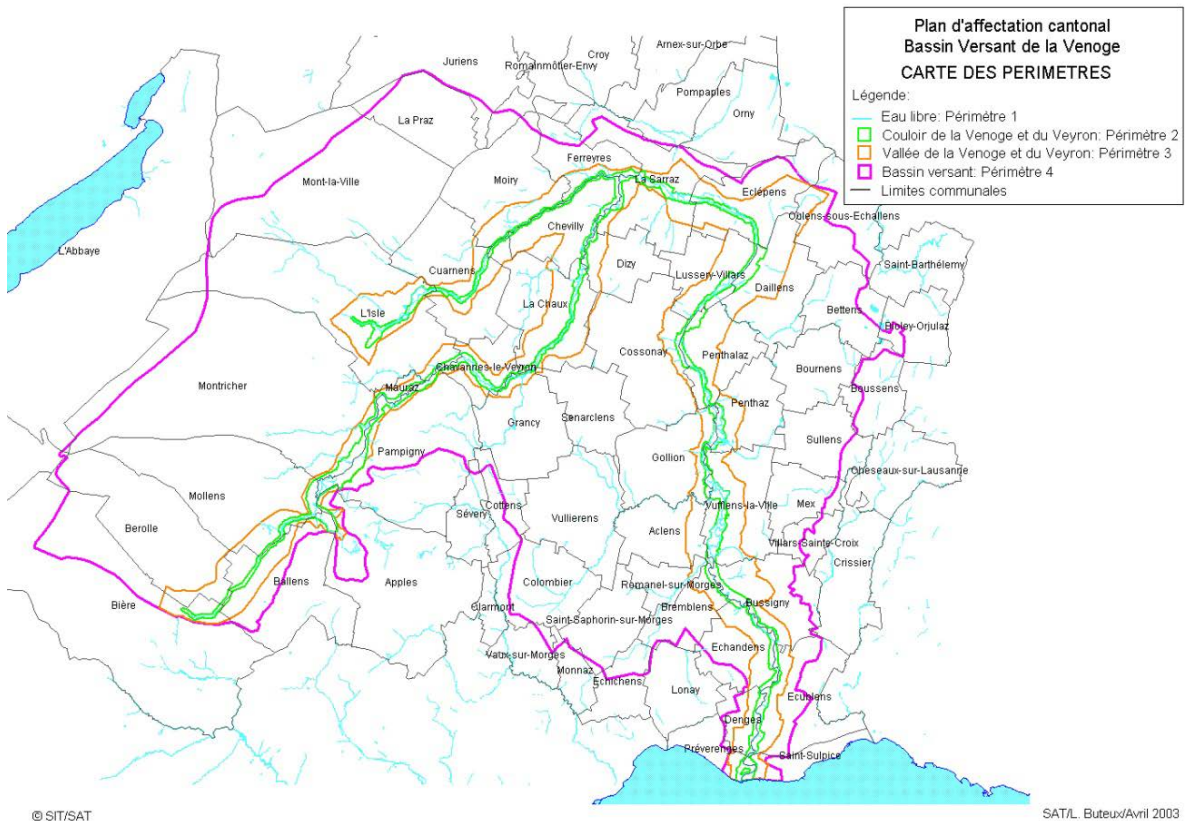 Plan d'affectation cantonal
Bassin Versant de la Venoge
CARTE DES PERIMETRES
Légende:
Eau libre: Périmètre 1
Couloir de la Venoge et du Veyron: Périmètre 2
Vallée de la Venoge et du Veyron: Périmètre 3
Bassin versant: Périmètre 4
Limites communales
Arnex-sur-Orbe
Croy
Juriens
Romainmôtier-Envy
Pompaples
Orny
La Praz
Ferreyres
Mont-la-Ville
Moiry
La Sarraz
Eclépens
Oulens-sous-Echallens
Chevilly
L'Abbaye
Cuarnens
Dizy
Saint-Barthélemy
Lussery-Villars
Daillens
L'Isle
La Chaux
Bettens
Bioley-Orjulaz
Cossonay
Penthalaz
Chavannes-le-Veyron
Bournens
Montricher
Mauraz
Boussens
Penthaz
Senarclens
Grancy
Sullens
Pampigny
Gollion
Cheseaux-sur-Lausanne
Mollens
Cottens
Vufflens-la-Ville
Mex
Sévery
Vullierens
Berolle
Aclens
Villars-Sainte-Croix
Crissier
Ballens
Apples
Colombier
Romanel-sur-Morges
Bière
Clarmont
Bremblens
Bussigny
Saint-Saphorin-sur-Morges
Echandens
Vaux-sur-Morges
Monnaz
Echichens
Lonay
Ecublens
Denges
Préverenges
Saint-Sulpice
© SIT/SAT
SAT/L. Buteux/Avril 2003